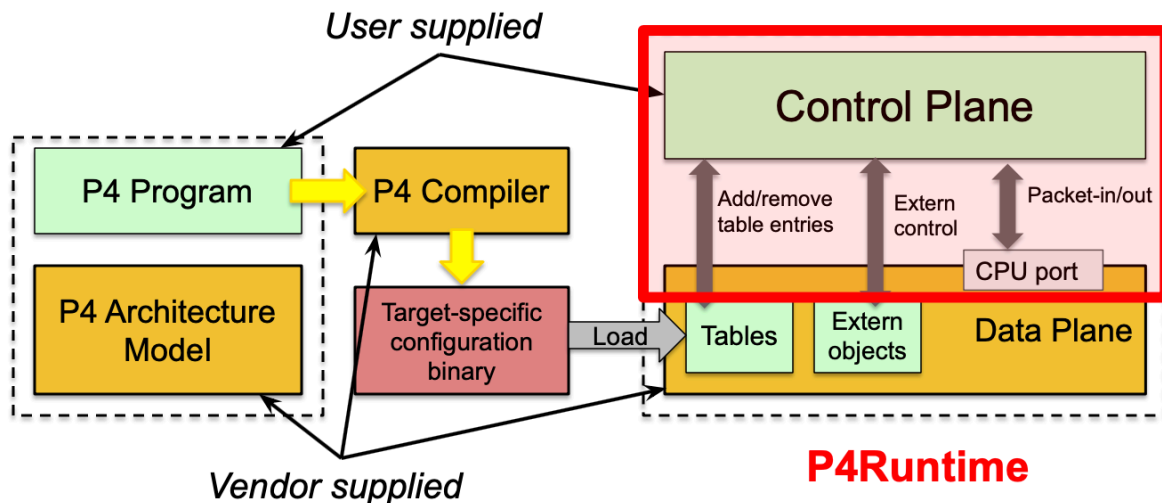 User supplied
Control Plane
P4 Program
P4 Compiler
Add/remove
table entries
Extern
control
Packet-in/out
CPU port
P4 Architecture
Model
Target-specific
configuration
binary
Load
Tables
Extern
objects
Data Plane
P4Runtime
Vendor supplied